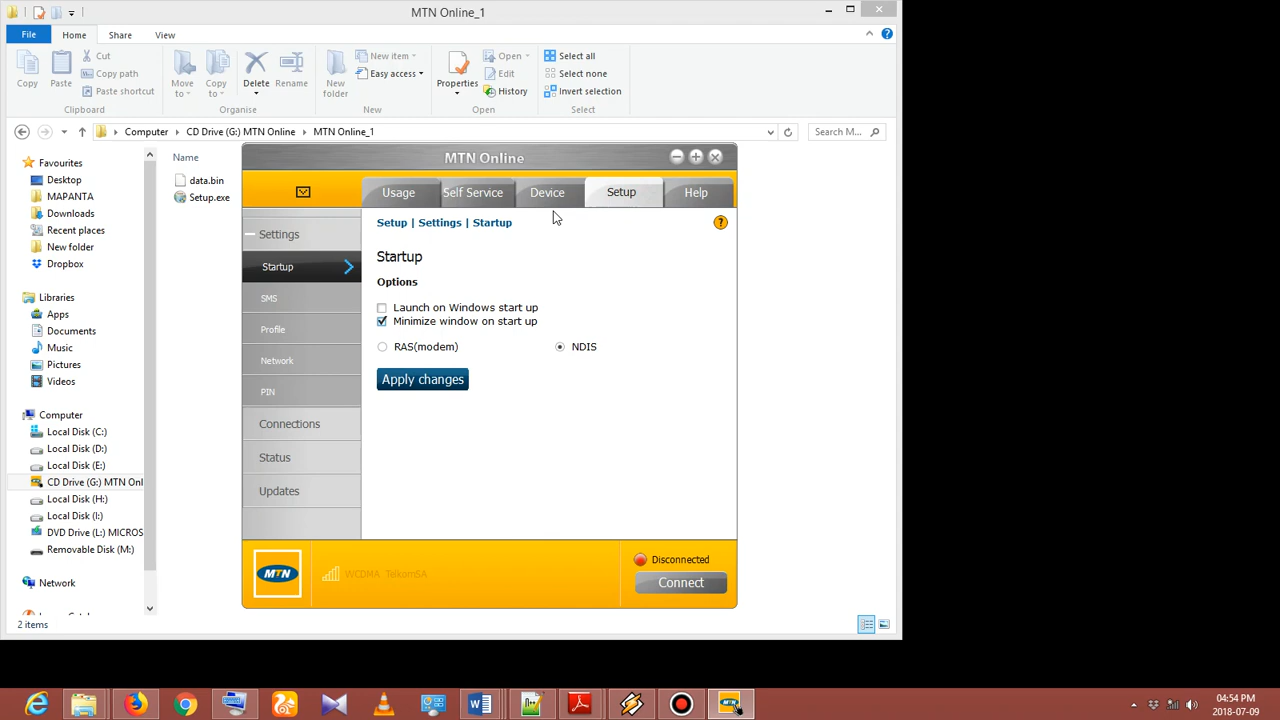 MTN Online_1
File Home Share View
Copy
Paste
Cut
Copy path
Paste shortcut
Clipboard
Move to
Copy to
Delete
Rename
Organise
New folder
New item
Easy access
New
Properties
Open
Edit
History
Open
Select all
Select none
Invert selection
Select
Computer CD Drive (G:) MTN Online MTN Online_1
Search M...
Favourites
Desktop
MAPANTA
Downloads
Recent places
New folder
Dropbox
Libraries
Apps
Documents
Music
Pictures
Videos
Computer
Local Disk (C:)
Local Disk (D:)
Local Disk (E:)
CD Drive (G:) MTN Onl
Local Disk (H:)
Local Disk (I:)
DVD Drive (L:) MICROS
Removable Disk (M:)
Network
Name
data.bin
Setup.exe
MTN Online
Usage Self Service Device Setup Help
Settings
Startup
SMS
Profile
Network
PIN
Connections
Status
Updates
Setup | Settings | Startup
?
Startup
Options
Launch on Windows start up
Minimize window on start up
RAS(modem) NDIS
Apply changes
MTN
WCDMA TelkomSA
Disconnected
Connect
2 items
04:54 PM
2018-07-09